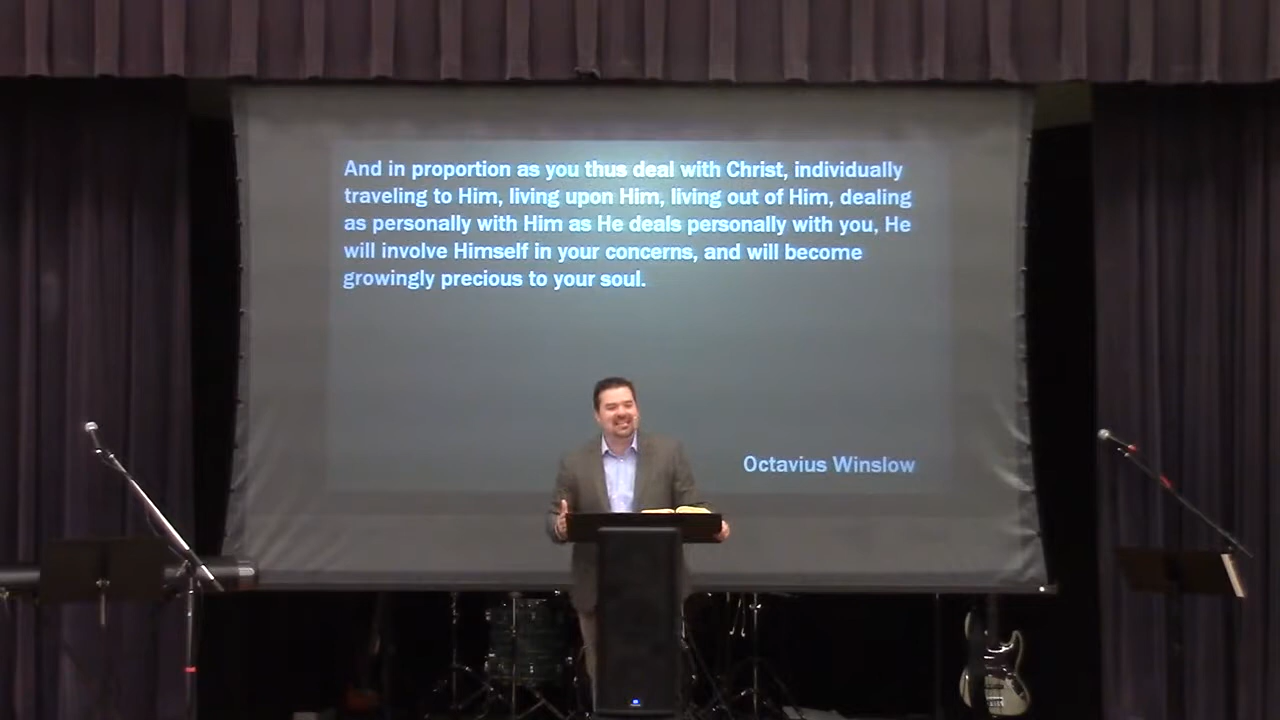 And in proportion as you thus deal with Christ, individually
traveling to Him, living upon Him, living out of Him, dealing
as personally with Him as He deals personally with you, He
will involve Himself in your concerns, and will become
growingly precious to your soul.
Octavius Winslow